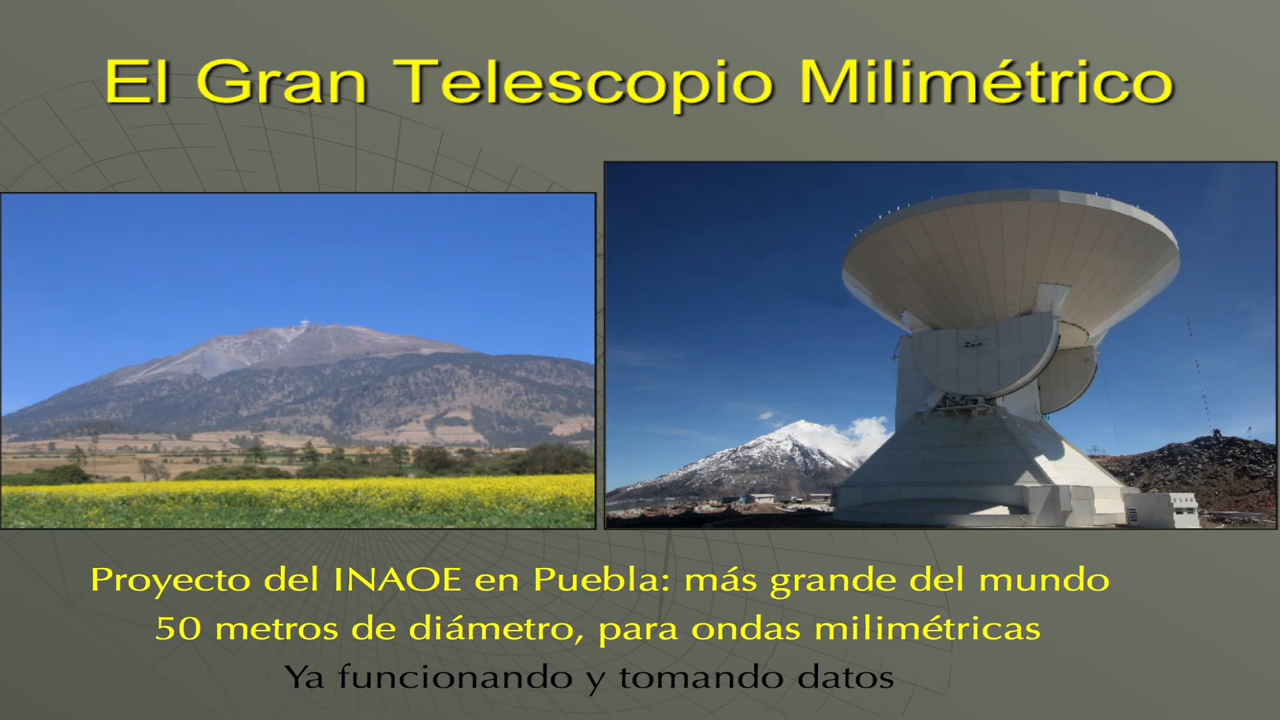 El Gran Telescopio Milimétrico
Proyecto del INAOE en Puebla: más grande del mundo
50 metros de diámetro, para ondas milimétricas
Ya funcionando y tomando datos